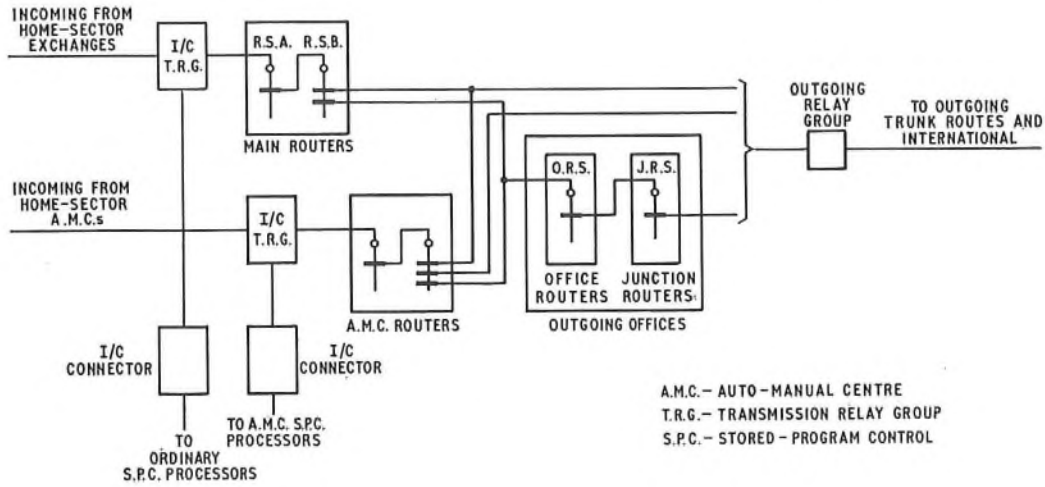 INCOMING FROM
HOME-SECTOR
EXCHANGES
I/C
T.R.G.
R.S.A. R.S.B.
MAIN ROUTERS
OUTGOING
RELAY
GROUP
TO OUTGOING
TRUNK ROUTES AND
INTERNATIONAL
INCOMING FROM
HOME-SECTOR
A.M.C.s
I/C
T.R.G.
A.M.C. ROUTERS
O.R.S.
J.R.S.
OFFICE
ROUTERS
JUNCTION
ROUTERS
OUTGOING OFFICES
I/C
CONNECTOR
I/C
CONNECTOR
TO
ORDINARY
S.P.C. PROCESSORS
TO A.M.C. S.P.C.
PROCESSORS
A.M.C.- AUTO-MANUAL CENTRE
T.R.G.- TRANSMISSION RELAY GROUP
S.P.C.- STORED-PROGRAM CONTROL